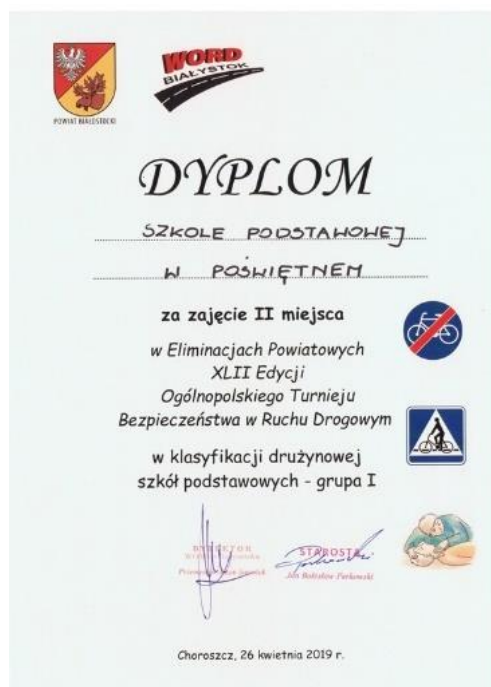 WORD
BIAŁYSTOK
POWIAT BIAŁOSTOCKI
DYPLOM
SZKOLE PODSTAWOWEJ
W POŚWIĘTNEM
za zajęcie II miejsca
w Eliminacjach Powiatowych
XLII Edycji
Ogólnopolskiego Turnieju
Bezpieczeństwa w Ruchu Drogowym
w klasyfikacji drużynowej
szkół podstawowych - grupa I
DYREKTOR
STAROSTA
Jan Bolesław Perkowski
Choroszcz, 26 kwietnia 2019 r.